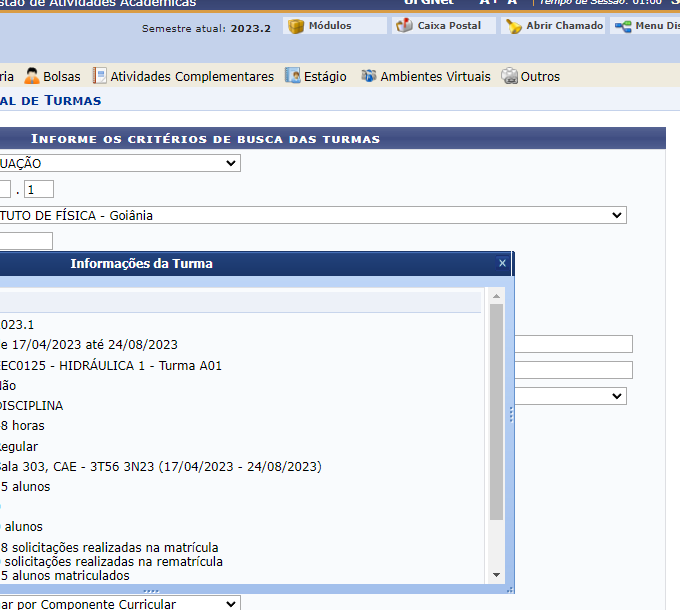 stão de Atividades Acadêmicas UFGNet A+ A- Tempo de Sessão: 01:00
Semestre atual: 2023.2 Módulos Caixa Postal Abrir Chamado Menu Dis
ria Bolsas Atividades Complementares Estágio Ambientes Virtuais Outros
AL DE TURMAS
INFORME OS CRITÉRIOS DE BUSCA DAS TURMAS
UAÇÃO
. 1
TUTO DE FÍSICA - Goiânia
Informações da Turma x
023.1
e 17/04/2023 até 24/08/2023
EEC0125 - HIDRÁULICA 1 - Turma A01
Não
DISCIPLINA
8 horas
Regular
Sala 303, CAE - 3T56 3N23 (17/04/2023 - 24/08/2023)
5 alunos
alunos
8 solicitações realizadas na matrícula
solicitações realizadas na rematrícula
5 alunos matriculados
ar por Componente Curricular